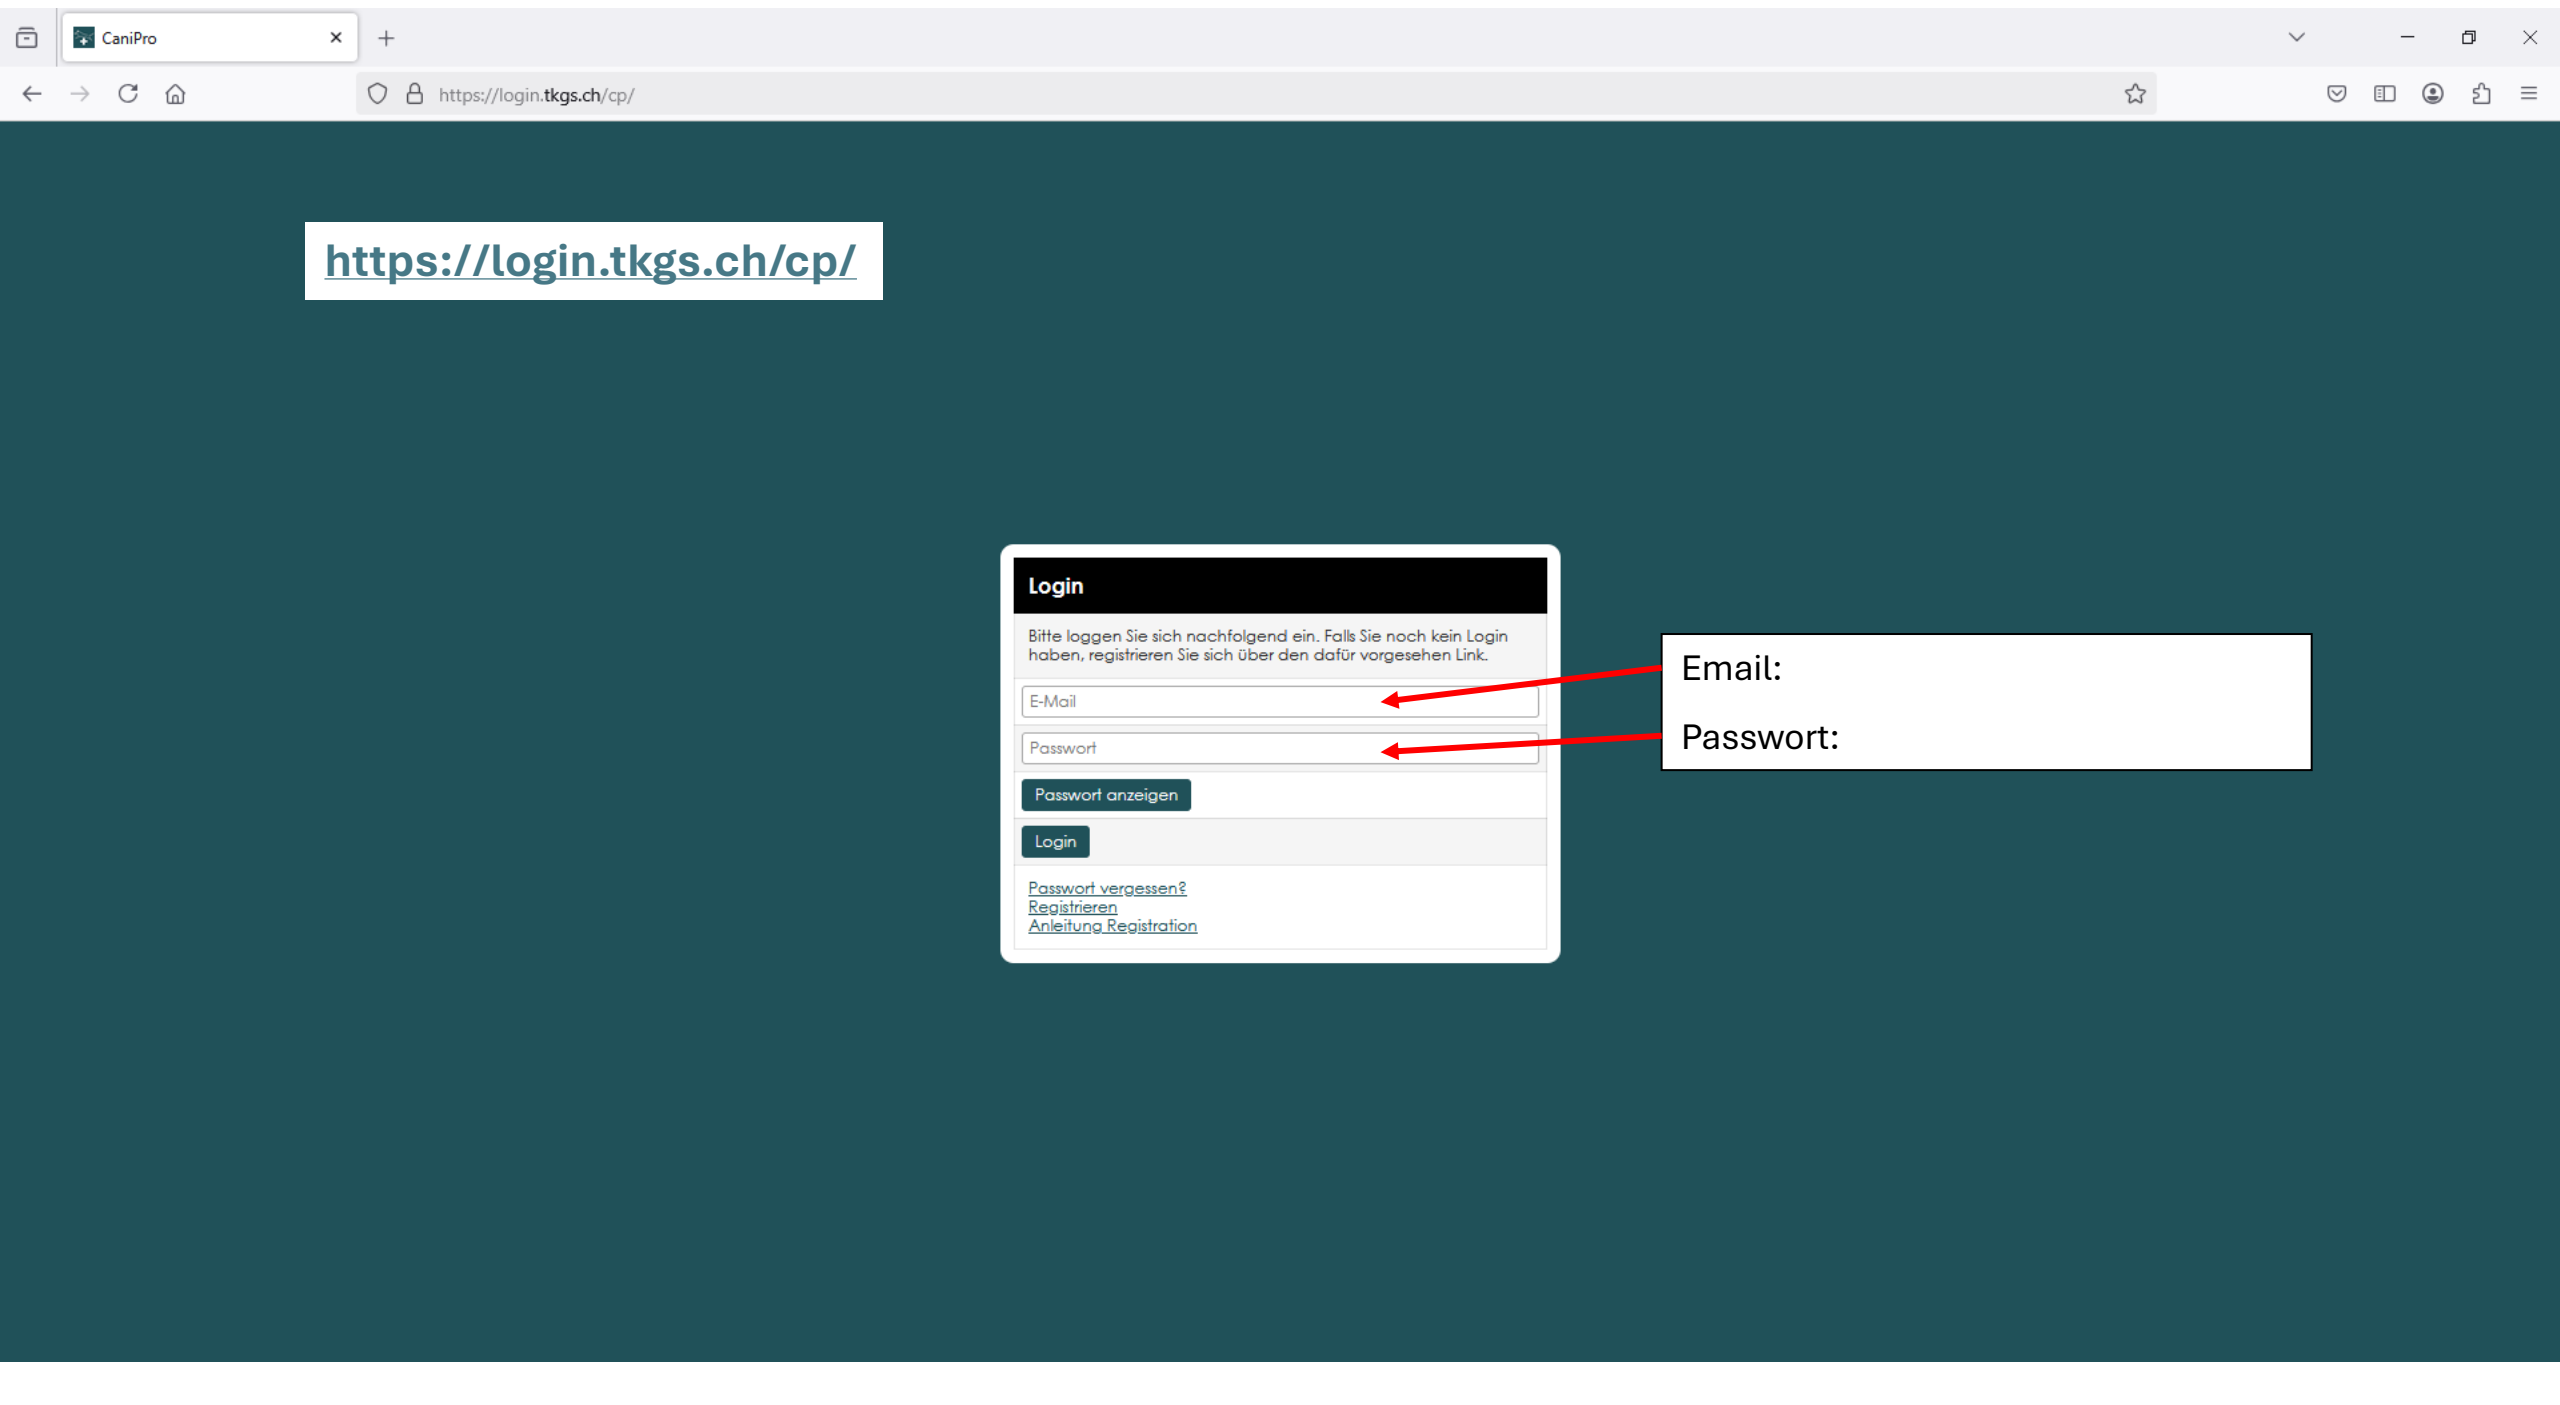 CaniPro
https://login.tkgs.ch/cp/
https://login.tkgs.ch/cp/
Login
Bitte loggen Sie sich nachfolgend ein. Falls Sie noch kein Login
haben, registrieren Sie sich über den dafür vorgesehen Link.
E-Mail
Passwort
Passwort anzeigen
Login
Passwort vergessen?
Registrieren
Anleitung Registration
Email:
Passwort: